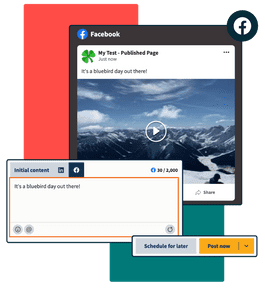 Facebook
My Test - Published Page
Just now
It's a bluebird day out there!
Share
Initial content
30 / 2,000
It's a bluebird day out there!
Schedule for later
Post now